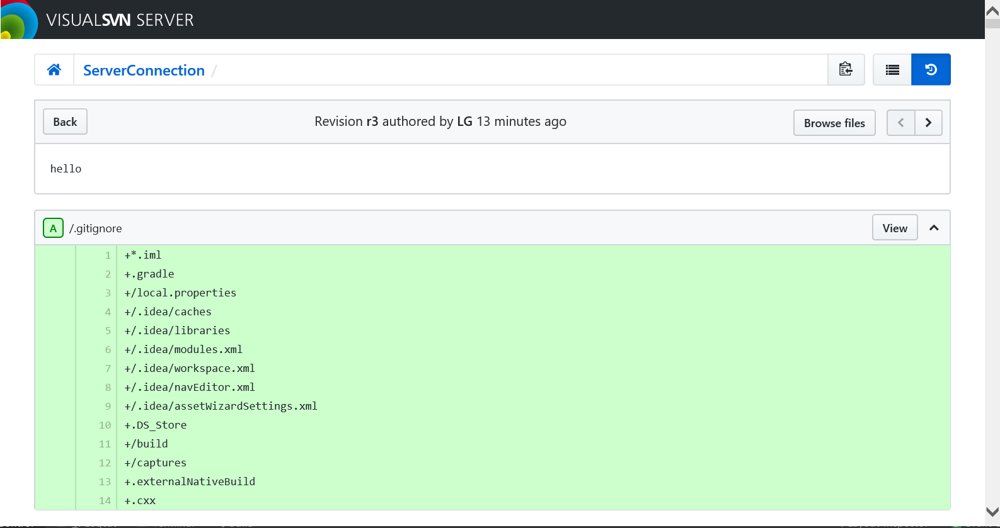 VISUALSVN SERVER
ServerConnection /
Back
Revision r3 authored by LG 13 minutes ago
Browse files
hello
A /.gitignore
View
1 +*.iml
2 +.gradle
3 +/local.properties
4 +/.idea/caches
5 +/.idea/libraries
6 +/.idea/modules.xml
7 +/.idea/workspace.xml
8 +/.idea/navEditor.xml
9 +/.idea/assetWizardSettings.xml
10 +.DS_Store
11 +/build
12 +/captures
13 +.externalNativeBuild
14 +.cxx